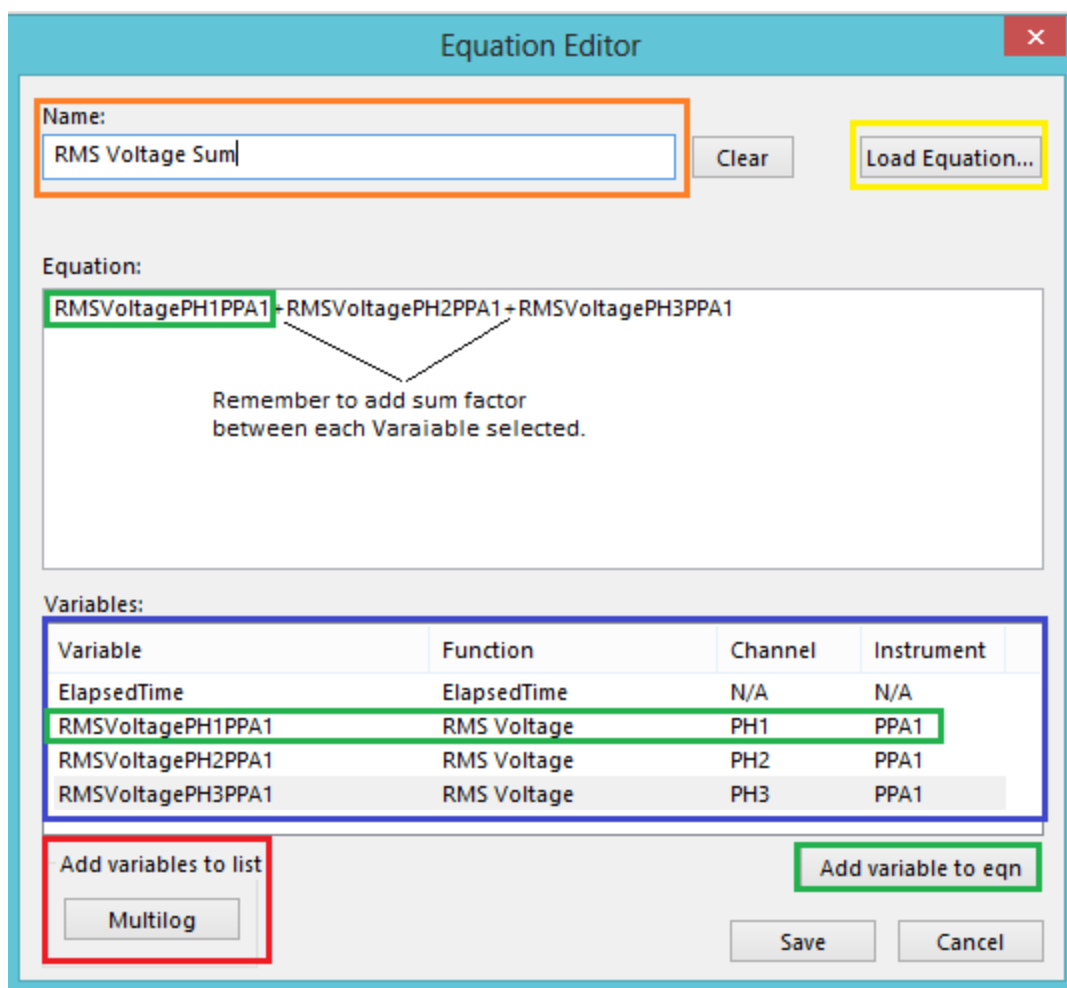 Equation Editor
Name:
RMS Voltage Sum
Clear
Load Equation...
Equation:
RMSVoltagePH1PPA1+RMSVoltagePH2PPA1+RMSVoltagePH3PPA1
Remember to add sum factor
between each Varaiable selected.
Variables:
Variable Function Channel Instrument
ElapsedTime ElapsedTime N/A N/A
RMSVoltagePH1PPA1 RMS Voltage PH1 PPA1
RMSVoltagePH2PPA1 RMS Voltage PH2 PPA1
RMSVoltagePH3PPA1 RMS Voltage PH3 PPA1
Add variables to list
Multilog
Add variable to eqn
Save
Cancel